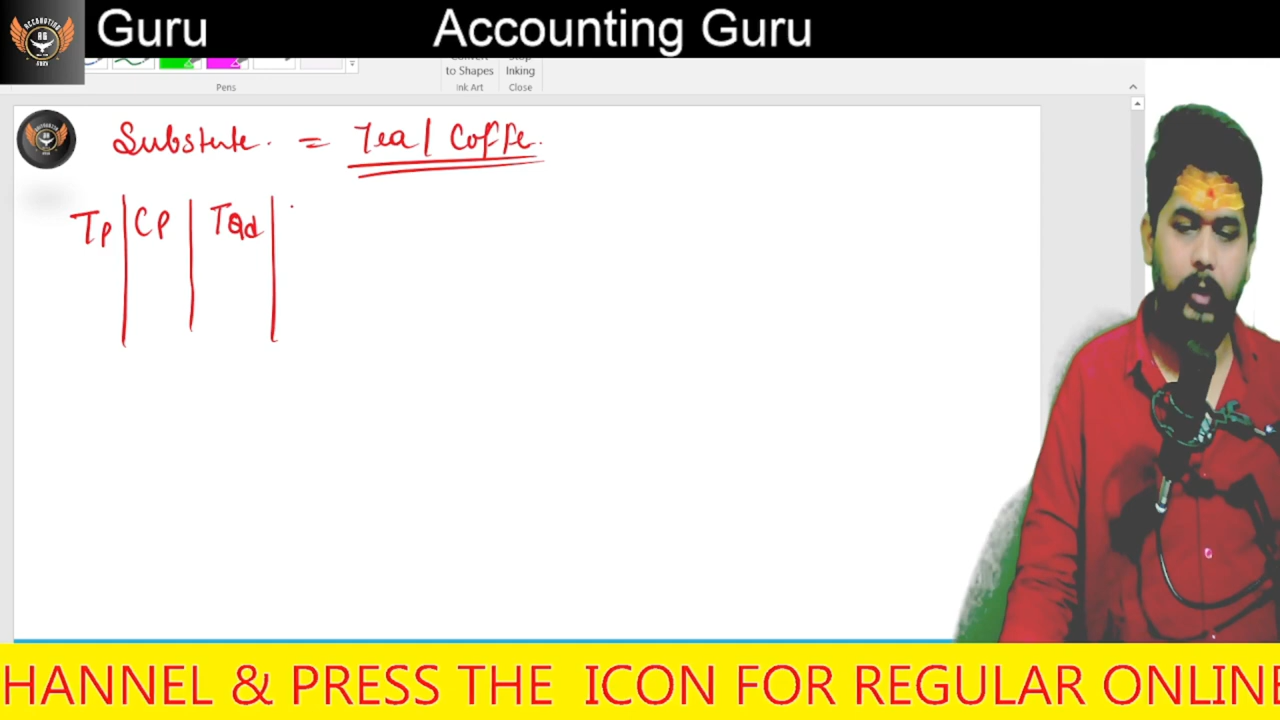 Guru Accounting Guru
to Shapes Inking
Pens Ink Art Close
Substute. = Tea / Coffe.
TP CP TQd
HANNEL & PRESS THE ICON FOR REGULAR ONLINE